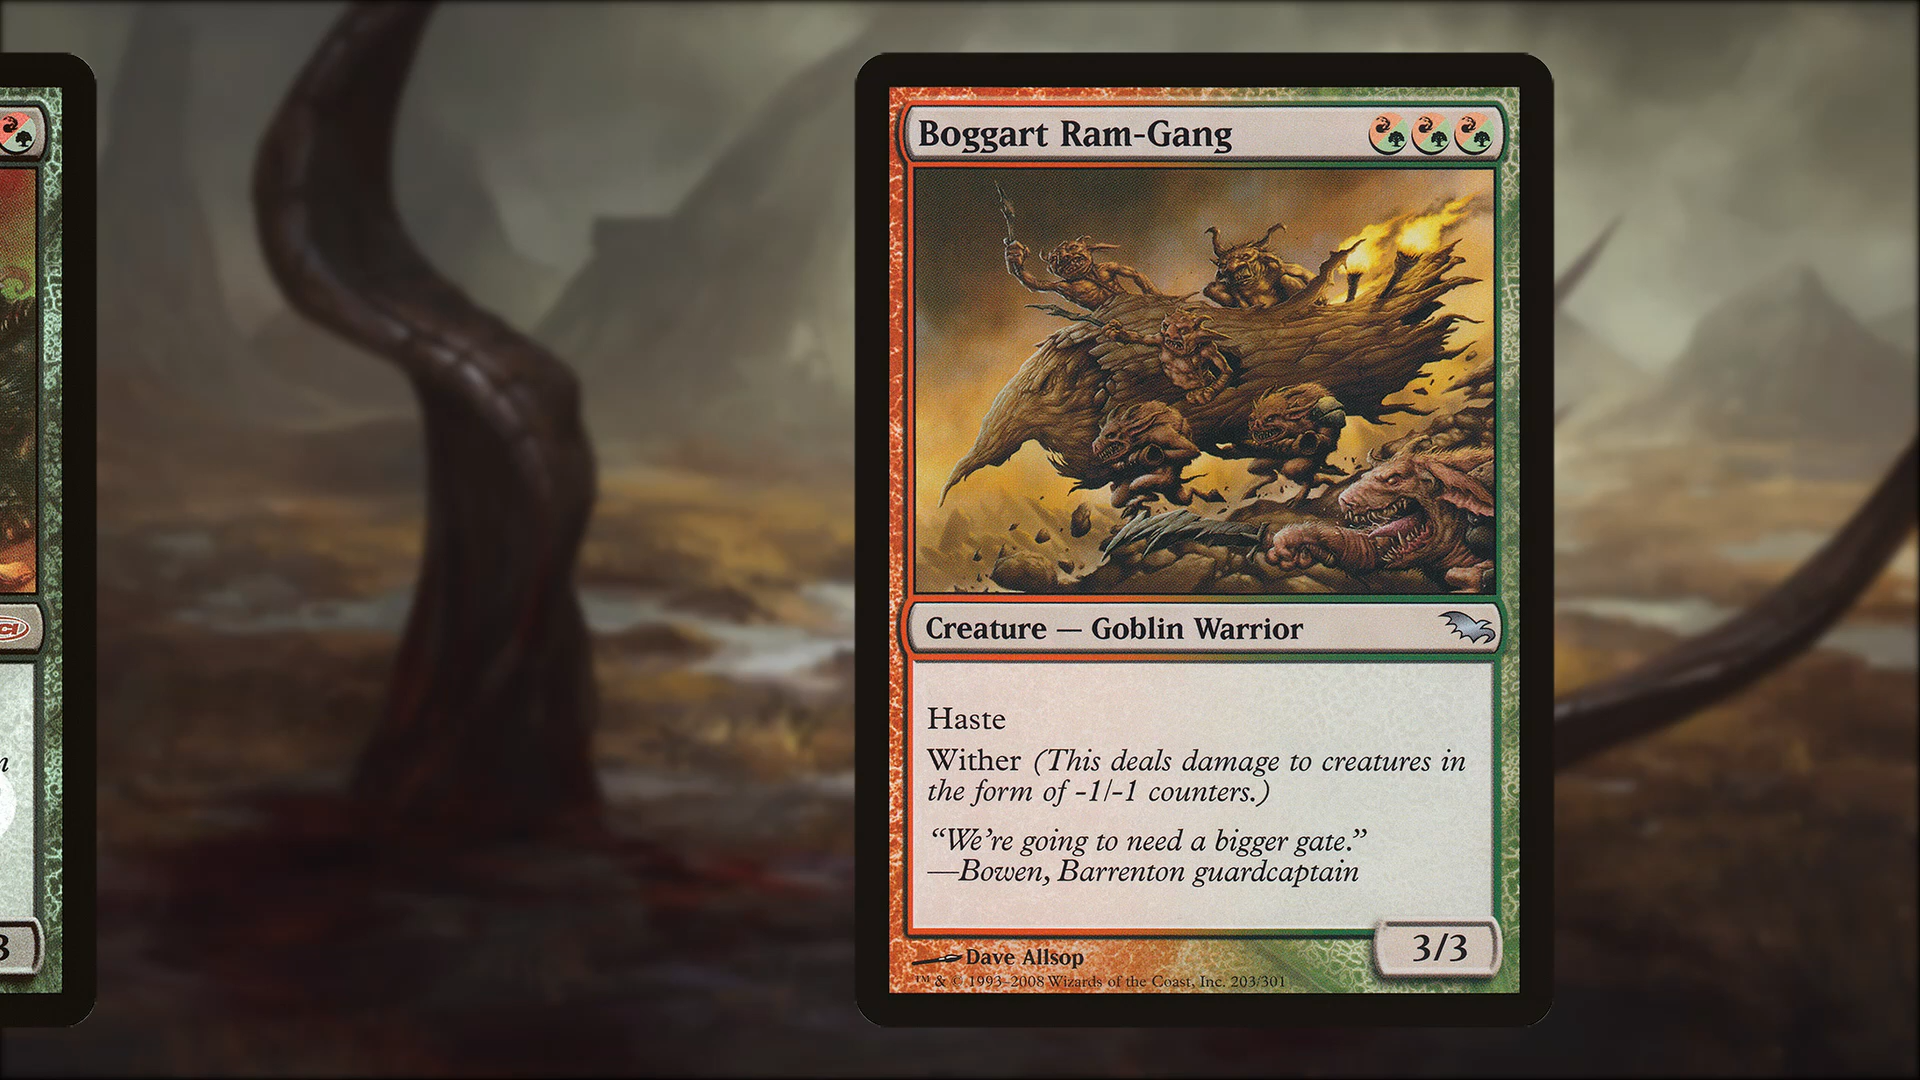 Boggart Ram-Gang
Creature — Goblin Warrior
Haste
Wither (This deals damage to creatures in
the form of -1/-1 counters.)
“We’re going to need a bigger gate.”
—Bowen, Barrenton guardcaptain
3/3
Dave Allsop
™ & © 1993–2008 Wizards of the Coast, Inc. 203/301
3